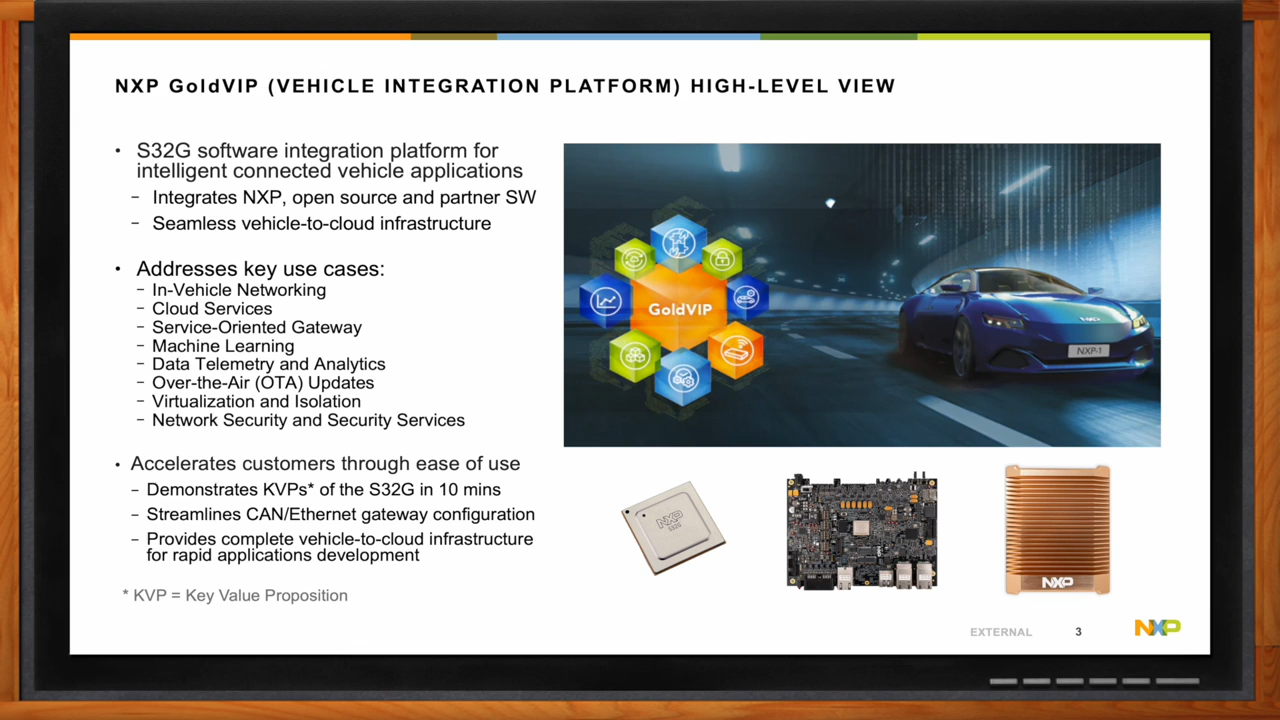 NXP GoldVIP (VEHICLE INTEGRATION PLATFORM) HIGH-LEVEL VIEW
• S32G software integration platform for
intelligent connected vehicle applications
– Integrates NXP, open source and partner SW
– Seamless vehicle-to-cloud infrastructure
• Addresses key use cases:
– In-Vehicle Networking
– Cloud Services
– Service-Oriented Gateway
– Machine Learning
– Data Telemetry and Analytics
– Over-the-Air (OTA) Updates
– Virtualization and Isolation
– Network Security and Security Services
• Accelerates customers through ease of use
– Demonstrates KVPs* of the S32G in 10 mins
– Streamlines CAN/Ethernet gateway configuration
– Provides complete vehicle-to-cloud infrastructure
for rapid applications development
* KVP = Key Value Proposition
GoldVIP
NXP
NXP-1
NXP
S32G
NXP
EXTERNAL
3
NXP